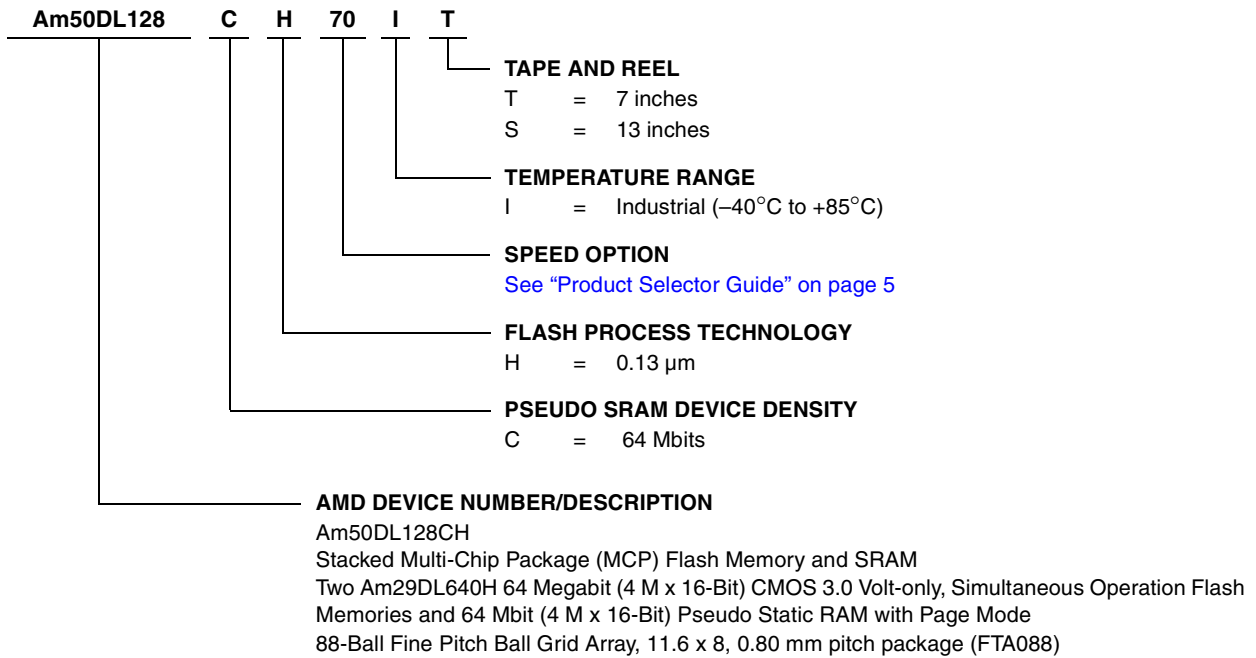 Am50DL128 C H 70 I T
TAPE AND REEL
T = 7 inches
S = 13 inches
TEMPERATURE RANGE
I = Industrial (–40°C to +85°C)
SPEED OPTION
See “Product Selector Guide” on page 5
FLASH PROCESS TECHNOLOGY
H = 0.13 µm
PSEUDO SRAM DEVICE DENSITY
C = 64 Mbits
AMD DEVICE NUMBER/DESCRIPTION
Am50DL128CH
Stacked Multi-Chip Package (MCP) Flash Memory and SRAM
Two Am29DL640H 64 Megabit (4 M x 16-Bit) CMOS 3.0 Volt-only, Simultaneous Operation Flash
Memories and 64 Mbit (4 M x 16-Bit) Pseudo Static RAM with Page Mode
88-Ball Fine Pitch Ball Grid Array, 11.6 x 8, 0.80 mm pitch package (FTA088)